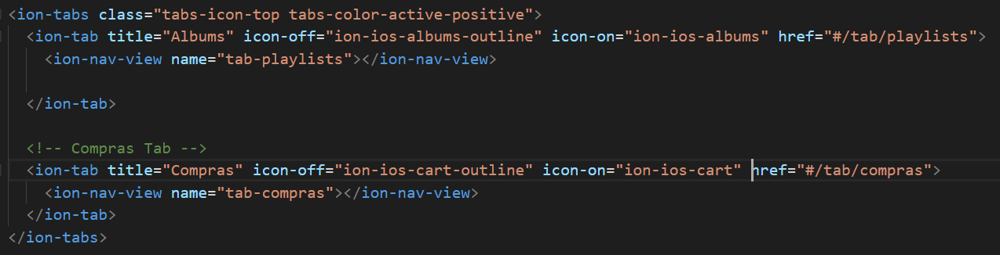 <ion-tabs class="tabs-icon-top tabs-color-active-positive">
<ion-tab title="Albums" icon-off="ion-ios-albums-outline" icon-on="ion-ios-albums" href="#/tab/playlists">
<ion-nav-view name="tab-playlists"></ion-nav-view>
</ion-tab>
<!-- Compras Tab -->
<ion-tab title="Compras" icon-off="ion-ios-cart-outline" icon-on="ion-ios-cart" href="#/tab/compras">
<ion-nav-view name="tab-compras"></ion-nav-view>
</ion-tab>
</ion-tabs>